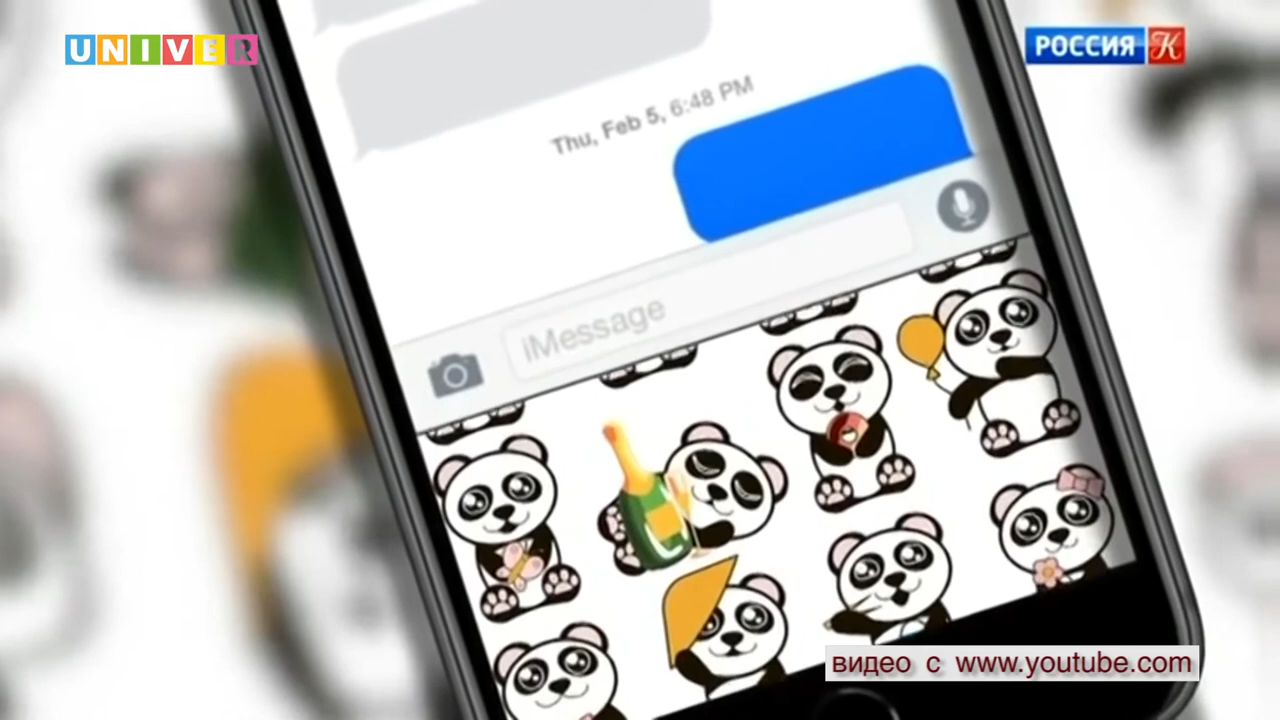 UNIVER
РОССИЯ К
Thu, Feb 5, 6:48 PM
iMessage
видео с www.youtube.com